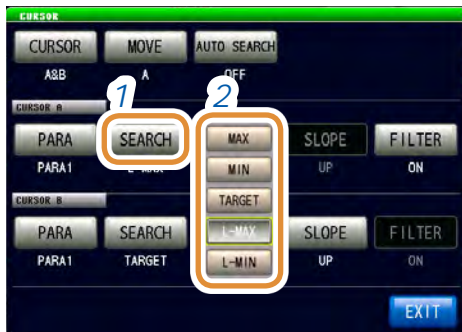 CURSOR
CURSOR MOVE AUTO SEARCH
A&B A OFF
1 2
CURSOR A
PARA SEARCH MAX SLOPE FILTER
PARA1 L-MAX MIN UP ON
CURSOR B TARGET
PARA SEARCH L-MAX SLOPE FILTER
PARA1 TARGET L-MIN UP ON
EXIT